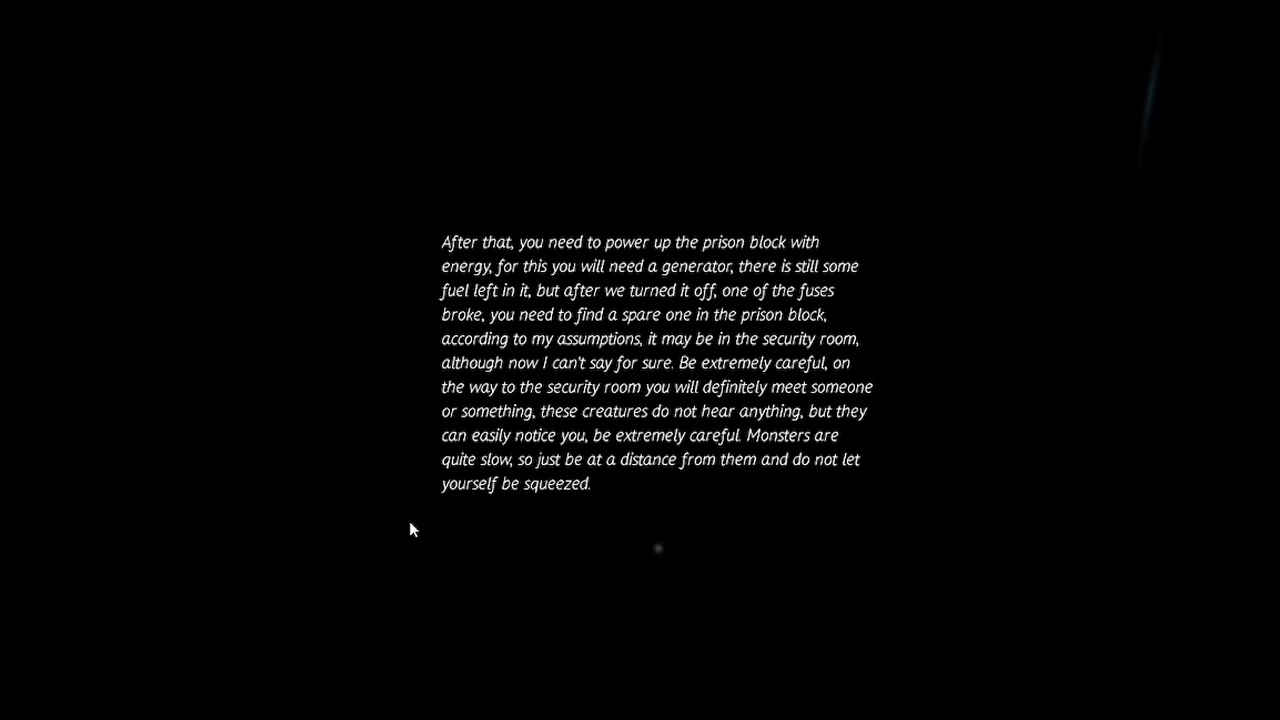 After that, you need to power up the prison block with
energy, for this you will need a generator, there is still some
fuel left in it, but after we turned it off, one of the fuses
broke, you need to find a spare one in the prison block,
according to my assumptions, it may be in the security room,
although now I can't say for sure. Be extremely careful, on
the way to the security room you will definitely meet someone
or something, these creatures do not hear anything, but they
can easily notice you, be extremely careful. Monsters are
quite slow, so just be at a distance from them and do not let
yourself be squeezed.